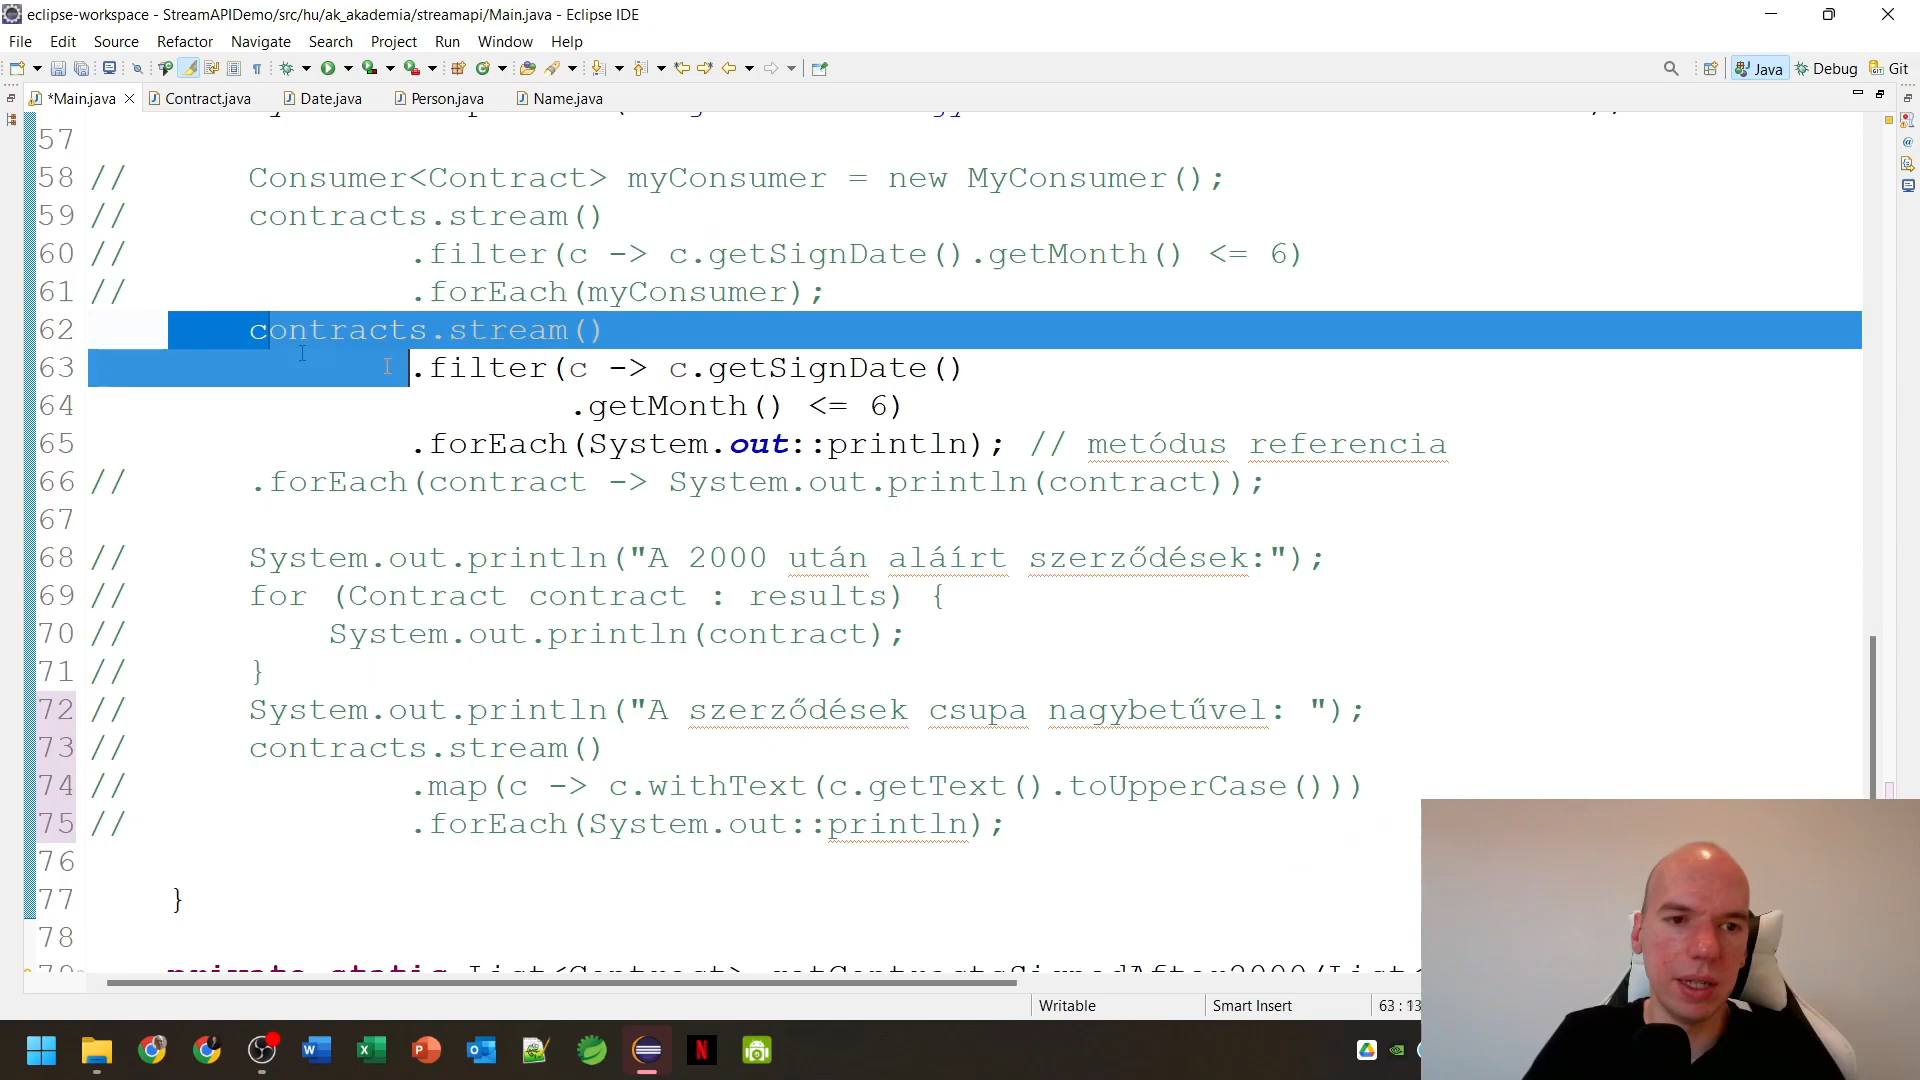 eclipse-workspace - StreamAPIDemo/src/hu/ak_akademia/streamapi/Main.java - Eclipse IDE
File Edit Source Refactor Navigate Search Project Run Window Help
Java Debug Git
*Main.java Contract.java Date.java Person.java Name.java
57
58 // Consumer<Contract> myConsumer = new MyConsumer();
59 // contracts.stream()
60 // .filter(c -> c.getSignDate().getMonth() <= 6)
61 // .forEach(myConsumer);
62 contracts.stream()
63 .filter(c -> c.getSignDate()
64 .getMonth() <= 6)
65 .forEach(System.out::println); // metódus referencia
66 // .forEach(contract -> System.out.println(contract));
67
68 // System.out.println("A 2000 után aláírt szerződések:");
69 // for (Contract contract : results) {
70 // System.out.println(contract);
71 // }
72 // System.out.println("A szerződések csupa nagybetűvel: ");
73 // contracts.stream()
74 // .map(c -> c.withText(c.getText().toUpperCase()))
75 // .forEach(System.out::println);
76
77 }
78
private static List<Contract> getContractsSignedAfter2000(List<
Writable Smart Insert 63 : 13